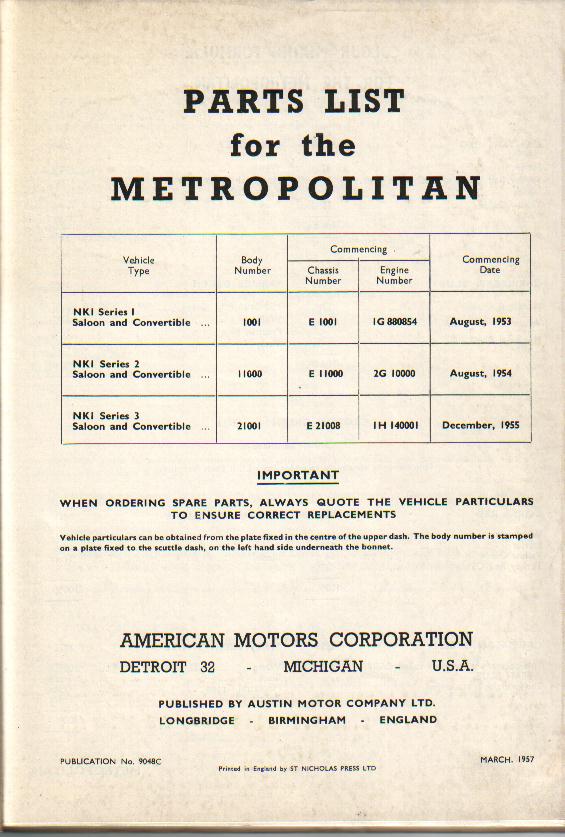 PARTS LIST
for the
METROPOLITAN
Vehicle Type Body Number Commencing Commencing Date
Chassis Number Engine Number
NKI Series I
Saloon and Convertible ... 1001 E 1001 1G 880854 August, 1953
NKI Series 2
Saloon and Convertible ... 11000 E 11000 2G 10000 August, 1954
NKI Series 3
Saloon and Convertible ... 21001 E 21008 1H 140001 December, 1955
IMPORTANT
WHEN ORDERING SPARE PARTS, ALWAYS QUOTE THE VEHICLE PARTICULARS
TO ENSURE CORRECT REPLACEMENTS
Vehicle particulars can be obtained from the plate fixed in the centre of the upper dash. The body number is stamped
on a plate fixed to the scuttle dash, on the left hand side underneath the bonnet.
AMERICAN MOTORS CORPORATION
DETROIT 32 - MICHIGAN - U.S.A.
PUBLISHED BY AUSTIN MOTOR COMPANY LTD.
LONGBRIDGE - BIRMINGHAM - ENGLAND
PUBLICATION No. 9048C MARCH. 1957
Printed in England by ST NICHOLAS PRESS LTD